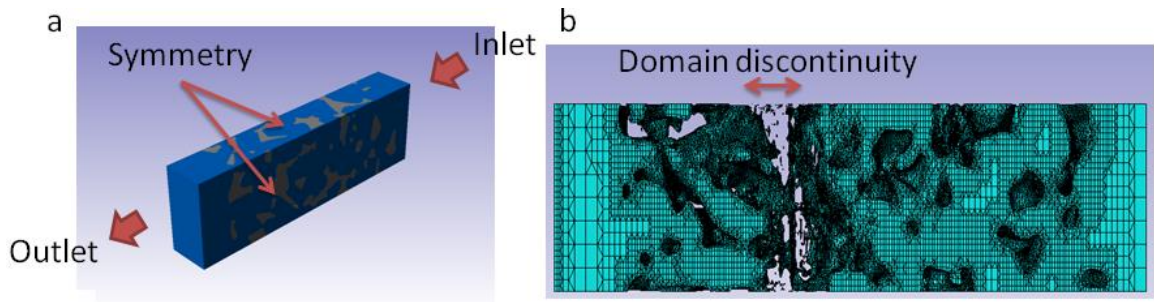 a
Symmetry
Inlet
Outlet
b
Domain discontinuity